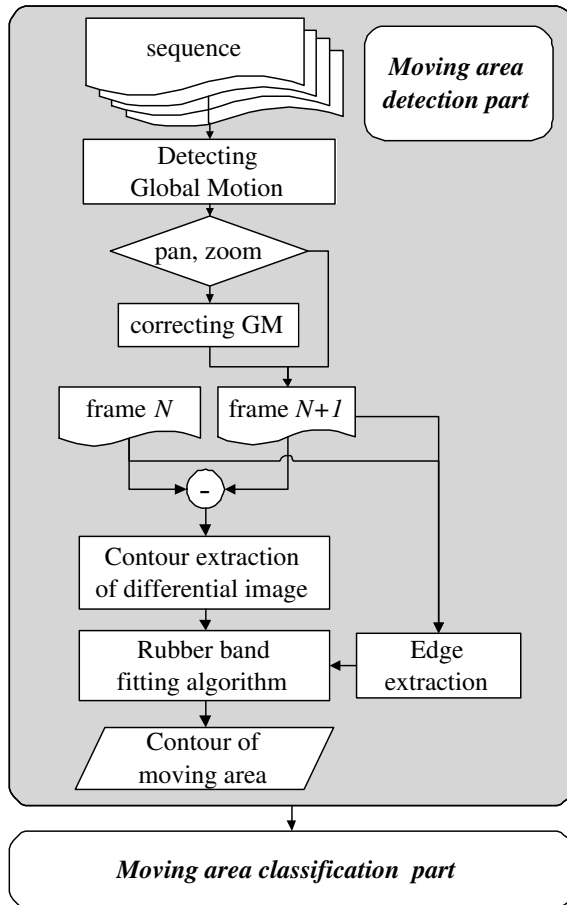 sequence
Moving area
detection part
Detecting
Global Motion
pan, zoom
correcting GM
frame N
frame N+1
-
Contour extraction
of differential image
Rubber band
fitting algorithm
Edge
extraction
Contour of
moving area
Moving area classification part